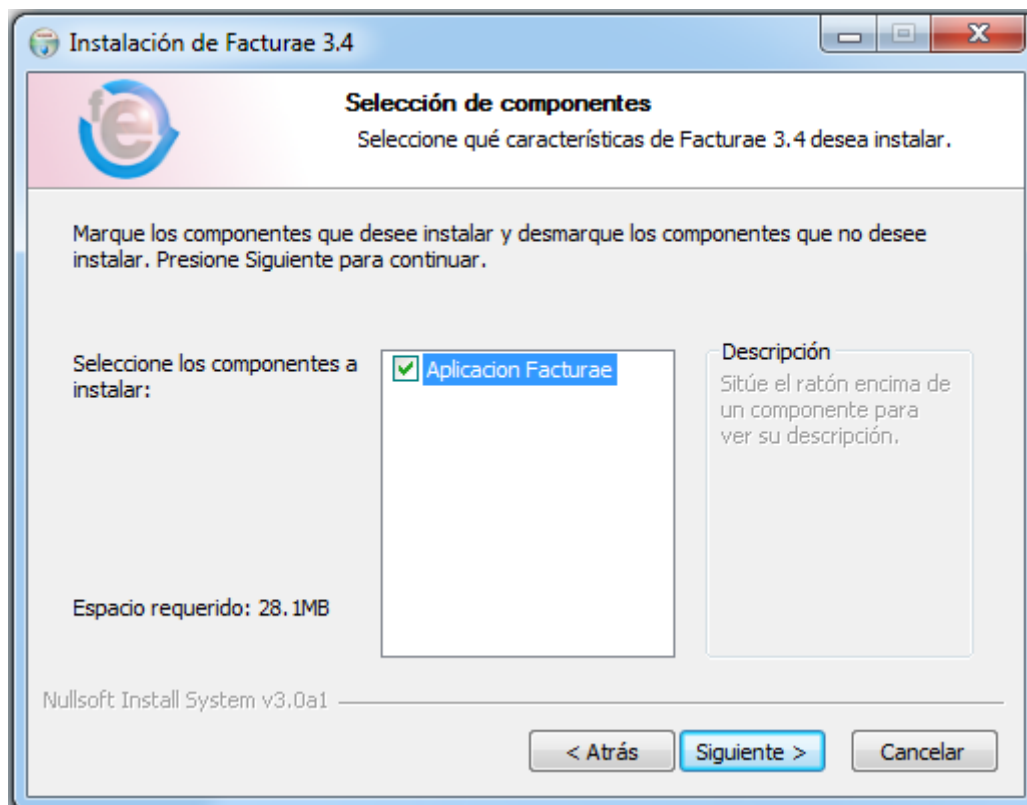 Instalación de Facturae 3.4
fe
Selección de componentes
Seleccione qué características de Facturae 3.4 desea instalar.
Marque los componentes que desee instalar y desmarque los componentes que no desee
instalar. Presione Siguiente para continuar.
Seleccione los componentes a
instalar:
Aplicacion Facturae
Descripción
Sitúe el ratón encima de
un componente para
ver su descripción.
Espacio requerido: 28.1MB
Nullsoft Install System v3.0a1
< Atrás
Siguiente >
Cancelar